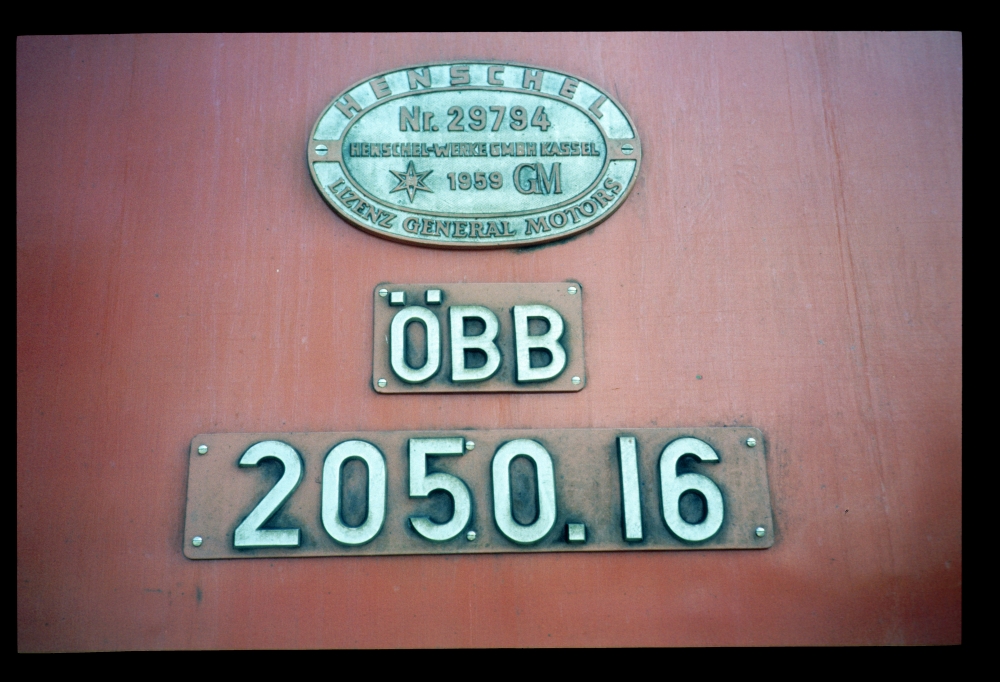 HENSCHEL
Nr. 29794
HENSCHEL-WERKE GMBH KASSEL
1959 GM
LIZENZ GENERAL MOTORS
ÖBB
2050.16